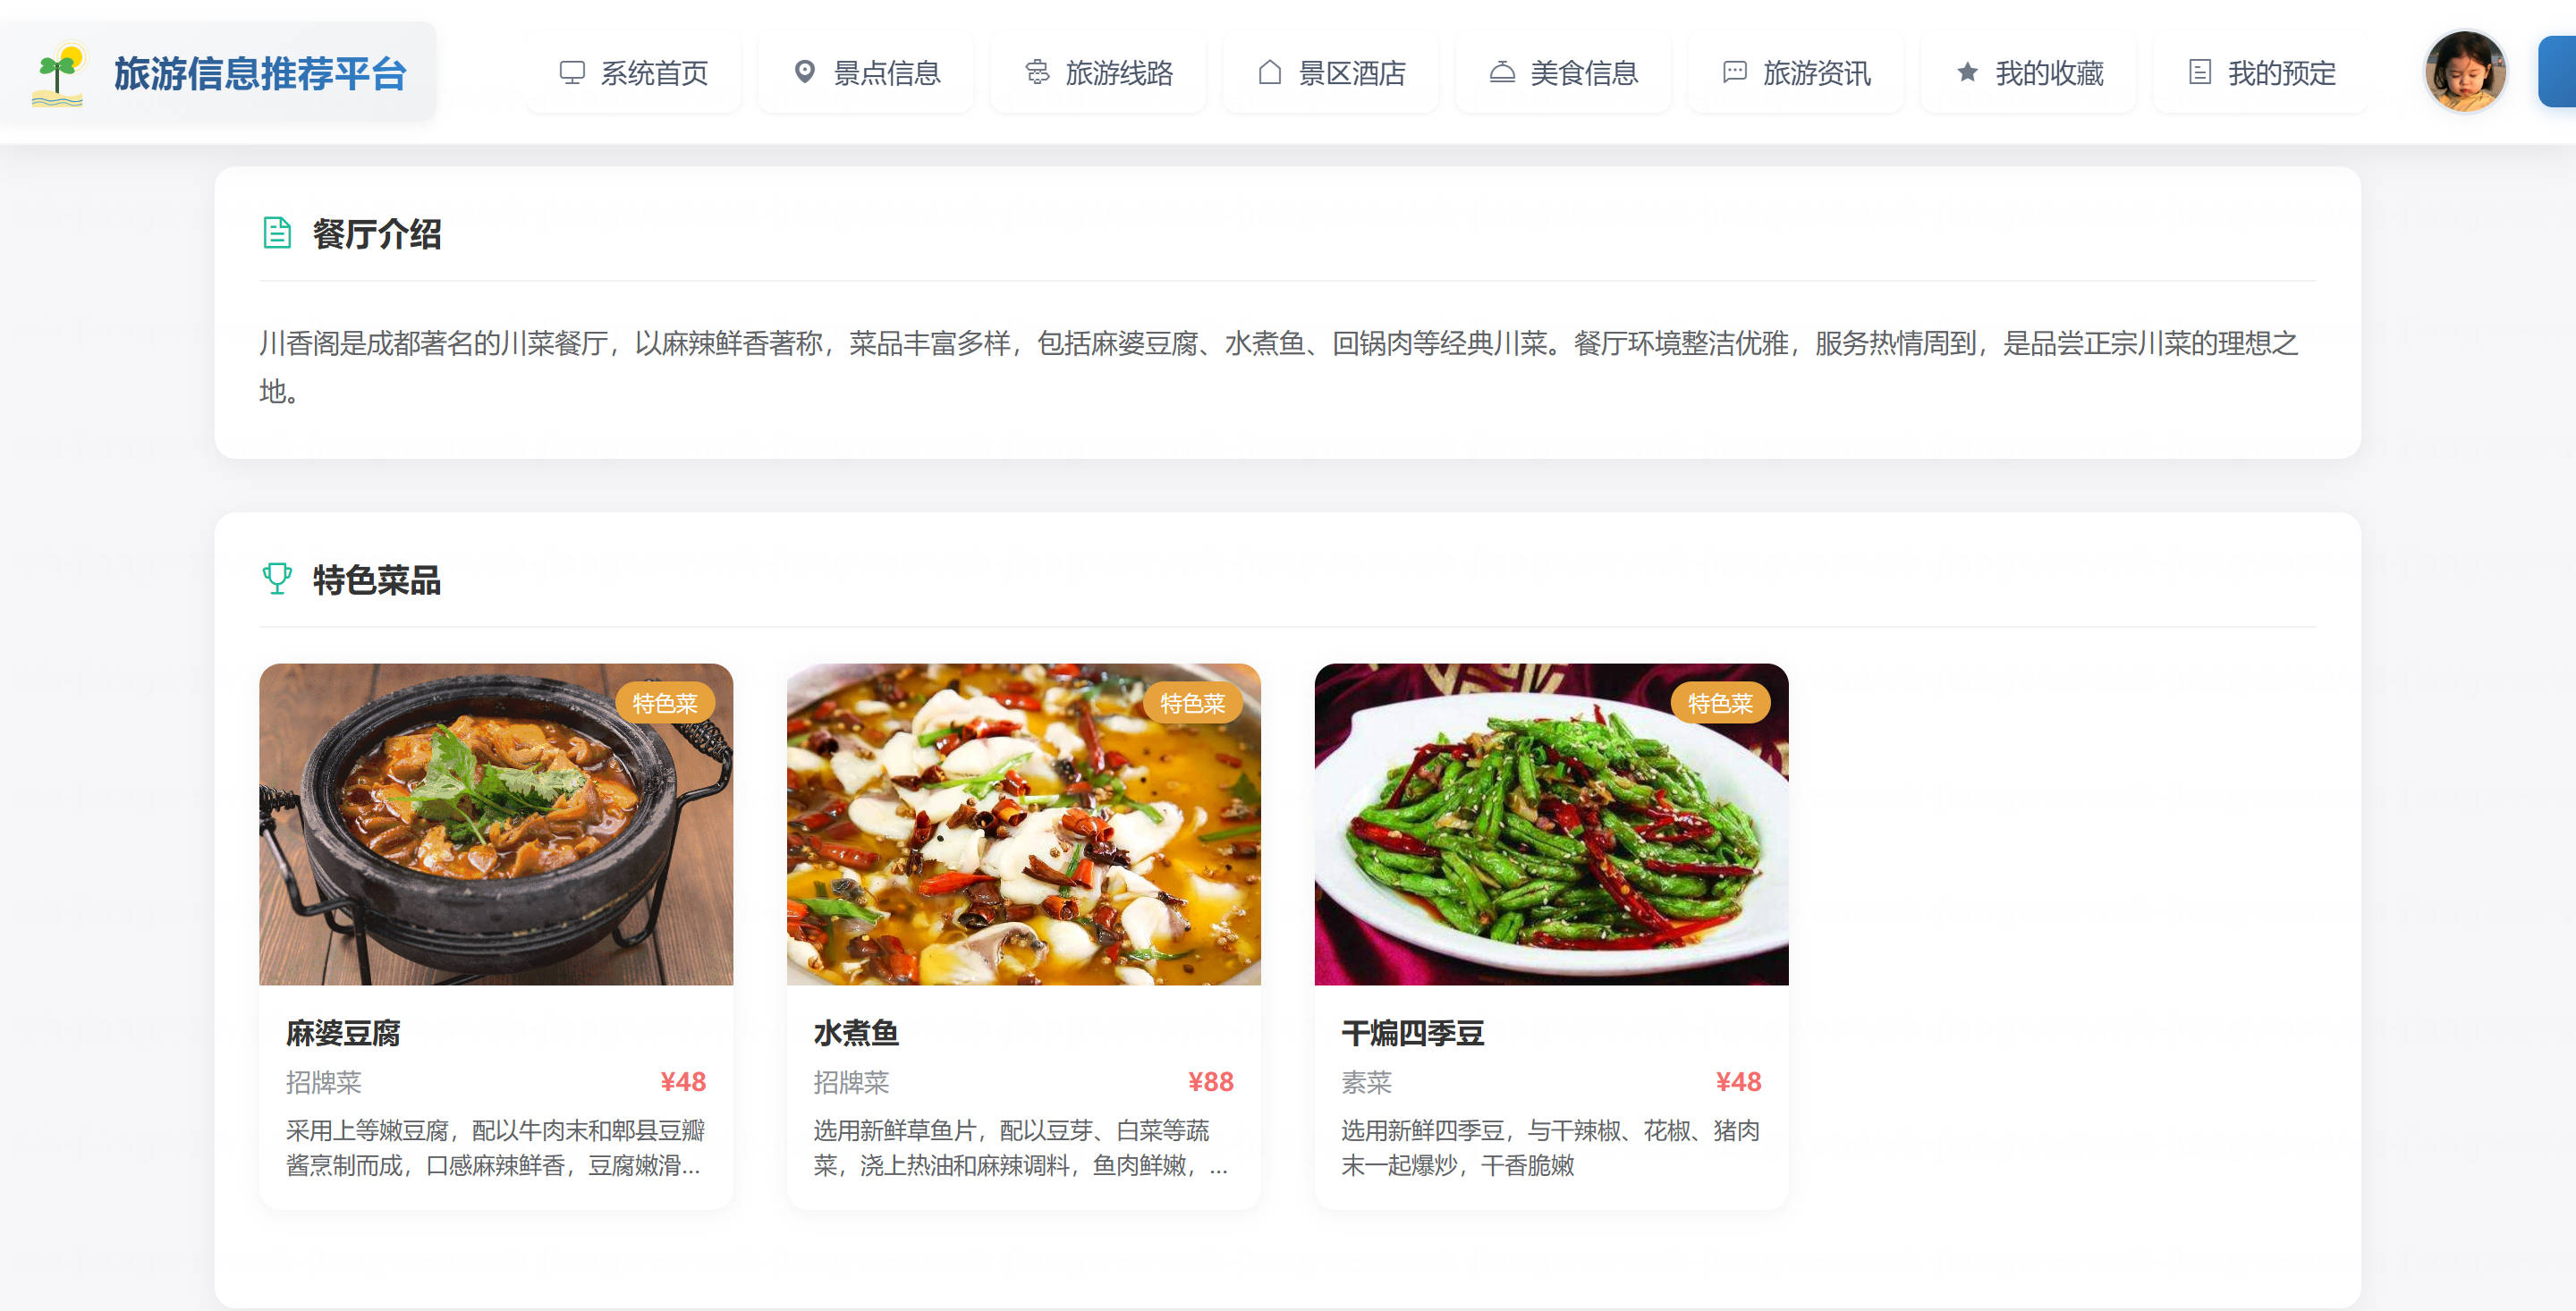 旅游信息推荐平台
系统首页
景点信息
旅游线路
景区酒店
美食信息
旅游资讯
我的收藏
我的预定
餐厅介绍
川香阁是成都著名的川菜餐厅，以麻辣鲜香著称，菜品丰富多样，包括麻婆豆腐、水煮鱼、回锅肉等经典川菜。餐厅环境整洁优雅，服务热情周到，是品尝正宗川菜的理想之
地。
特色菜品
特色菜
麻婆豆腐
招牌菜 ¥48
采用上等嫩豆腐，配以牛肉末和郫县豆瓣
酱烹制而成，口感麻辣鲜香，豆腐嫩滑...
特色菜
水煮鱼
招牌菜 ¥88
选用新鲜草鱼片，配以豆芽、白菜等蔬
菜，浇上热油和麻辣调料，鱼肉鲜嫩，...
特色菜
干煸四季豆
素菜 ¥48
选用新鲜四季豆，与干辣椒、花椒、猪肉
末一起爆炒，干香脆嫩